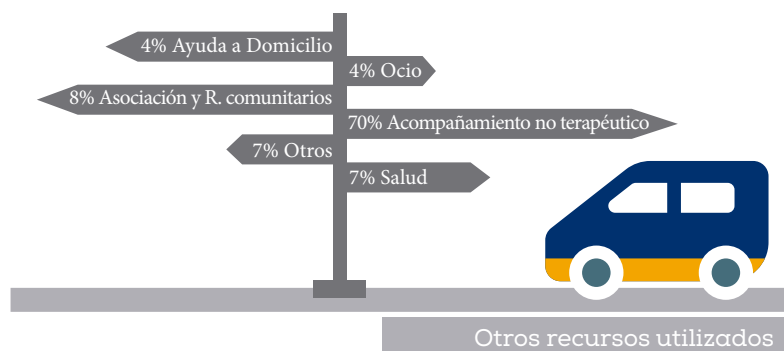 4% Ayuda a Domicilio
4% Ocio
8% Asociación y R. comunitarios
70% Acompañamiento no terapéutico
7% Otros
7% Salud
Otros recursos utilizados